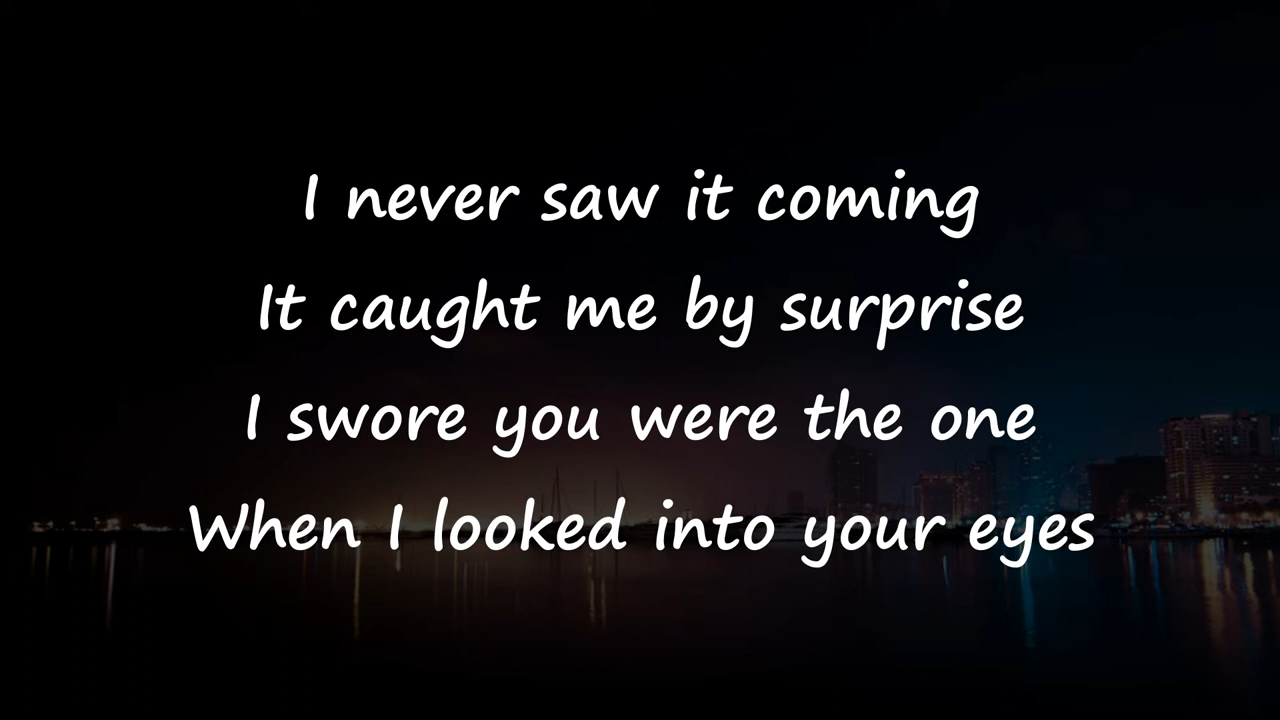 I never saw it coming
It caught me by surprise
I swore you were the one
When I looked into your eyes